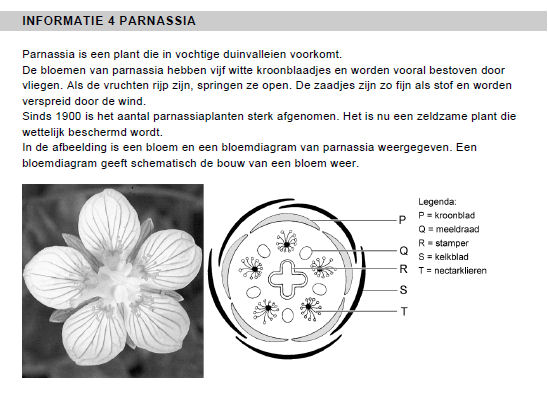 INFORMATIE 4 PARNASSIA
Parnassia is een plant die in vochtige duinvalleien voorkomt.
De bloemen van parnassia hebben vijf witte kroonblaadjes en worden vooral bestoven door
vliegen. Als de vruchten rijp zijn, springen ze open. De zaadjes zijn zo fijn als stof en worden
verspreid door de wind.
Sinds 1900 is het aantal parnassiaplanten sterk afgenomen. Het is nu een zeldzame plant die
wettelijk beschermd wordt.
In de afbeelding is een bloem en een bloemdiagram van parnassia weergegeven. Een
bloemdiagram geeft schematisch de bouw van een bloem weer.
P
Q
R
S
T
Legenda:
P = kroonblad
Q = meeldraad
R = stamper
S = kelkblad
T = nectarklieren